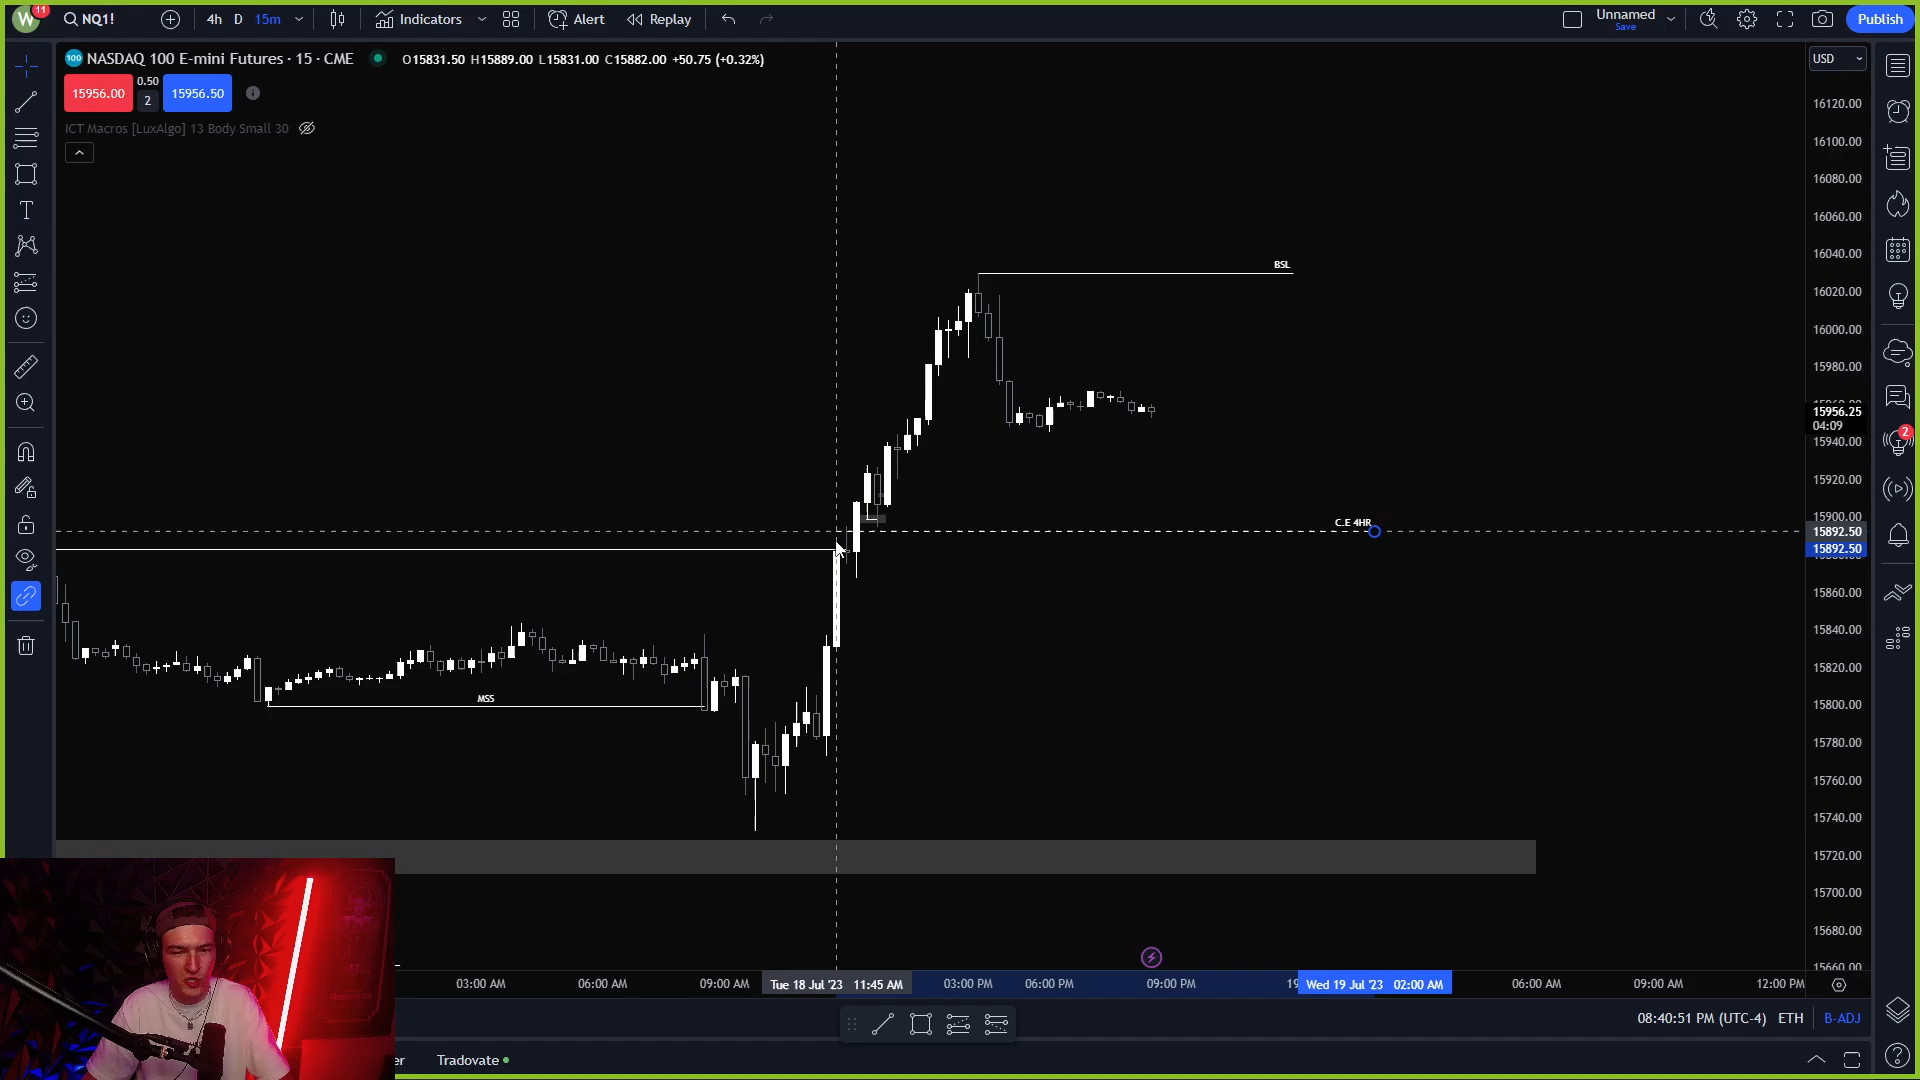 W 11 NQ1! 4h D 15m Indicators Alert Replay Unnamed Save Publish
100 NASDAQ 100 E-mini Futures · 15 · CME O15831.50 H15889.00 L15831.00 C15882.00 +50.75 (+0.32%) USD
15956.00 0.50 2 15956.50
ICT Macros [LuxAlgo] 13 Body Small 30
BSL
C.E 4HR
MSS
16120.00
16100.00
16080.00
16060.00
16040.00
16020.00
16000.00
15980.00
15956.25
04:09
15940.00
15920.00
15900.00
15892.50
15892.50
15860.00
15840.00
15820.00
15800.00
15780.00
15760.00
15740.00
15720.00
15700.00
15680.00
15660.00
2
03:00 AM 06:00 AM 09:00 AM Tue 18 Jul '23 11:45 AM 03:00 PM 06:00 PM 09:00 PM 19 Wed 19 Jul '23 02:00 AM 06:00 AM 09:00 AM 12:00 PM
08:40:51 PM (UTC-4) ETH B-ADJ
er Tradovate